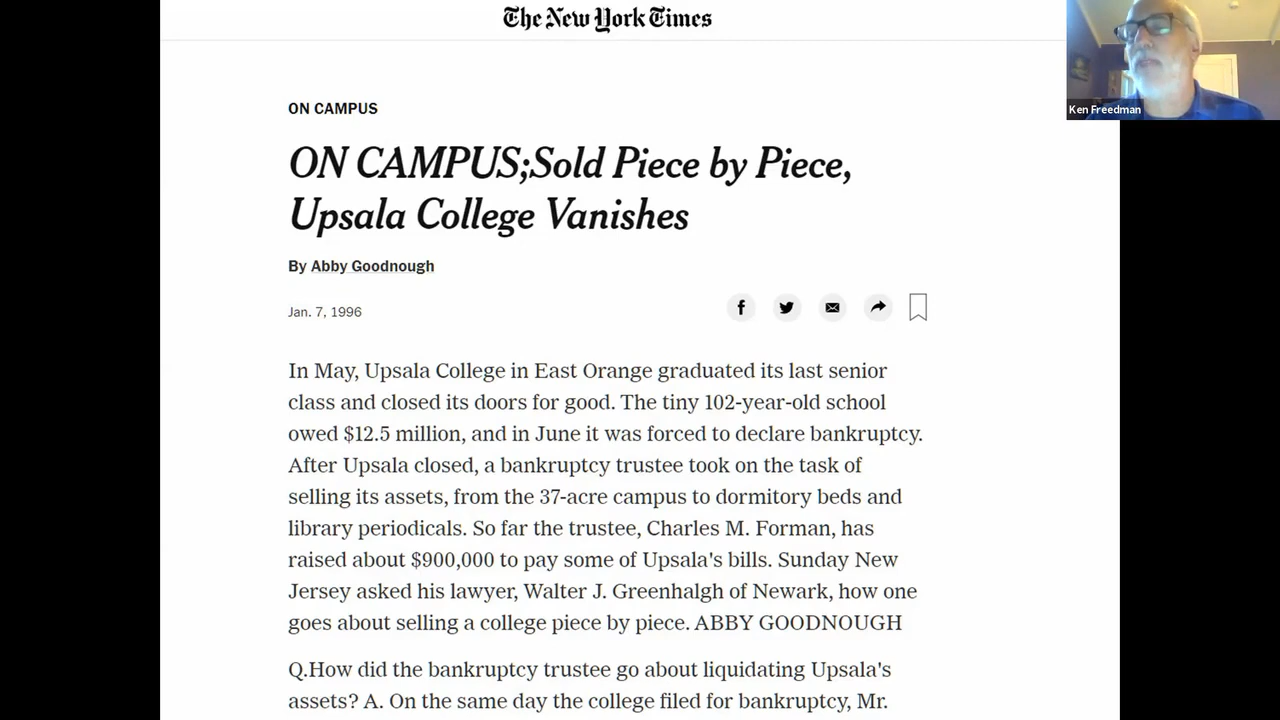 The New York Times
Ken Freedman
ON CAMPUS
ON CAMPUS;Sold Piece by Piece,
Upsala College Vanishes
By Abby Goodnough
Jan. 7, 1996
In May, Upsala College in East Orange graduated its last senior
class and closed its doors for good. The tiny 102-year-old school
owed $12.5 million, and in June it was forced to declare bankruptcy.
After Upsala closed, a bankruptcy trustee took on the task of
selling its assets, from the 37-acre campus to dormitory beds and
library periodicals. So far the trustee, Charles M. Forman, has
raised about $900,000 to pay some of Upsala's bills. Sunday New
Jersey asked his lawyer, Walter J. Greenhalgh of Newark, how one
goes about selling a college piece by piece. ABBY GOODNOUGH
Q.How did the bankruptcy trustee go about liquidating Upsala's
assets? A. On the same day the college filed for bankruptcy, Mr.